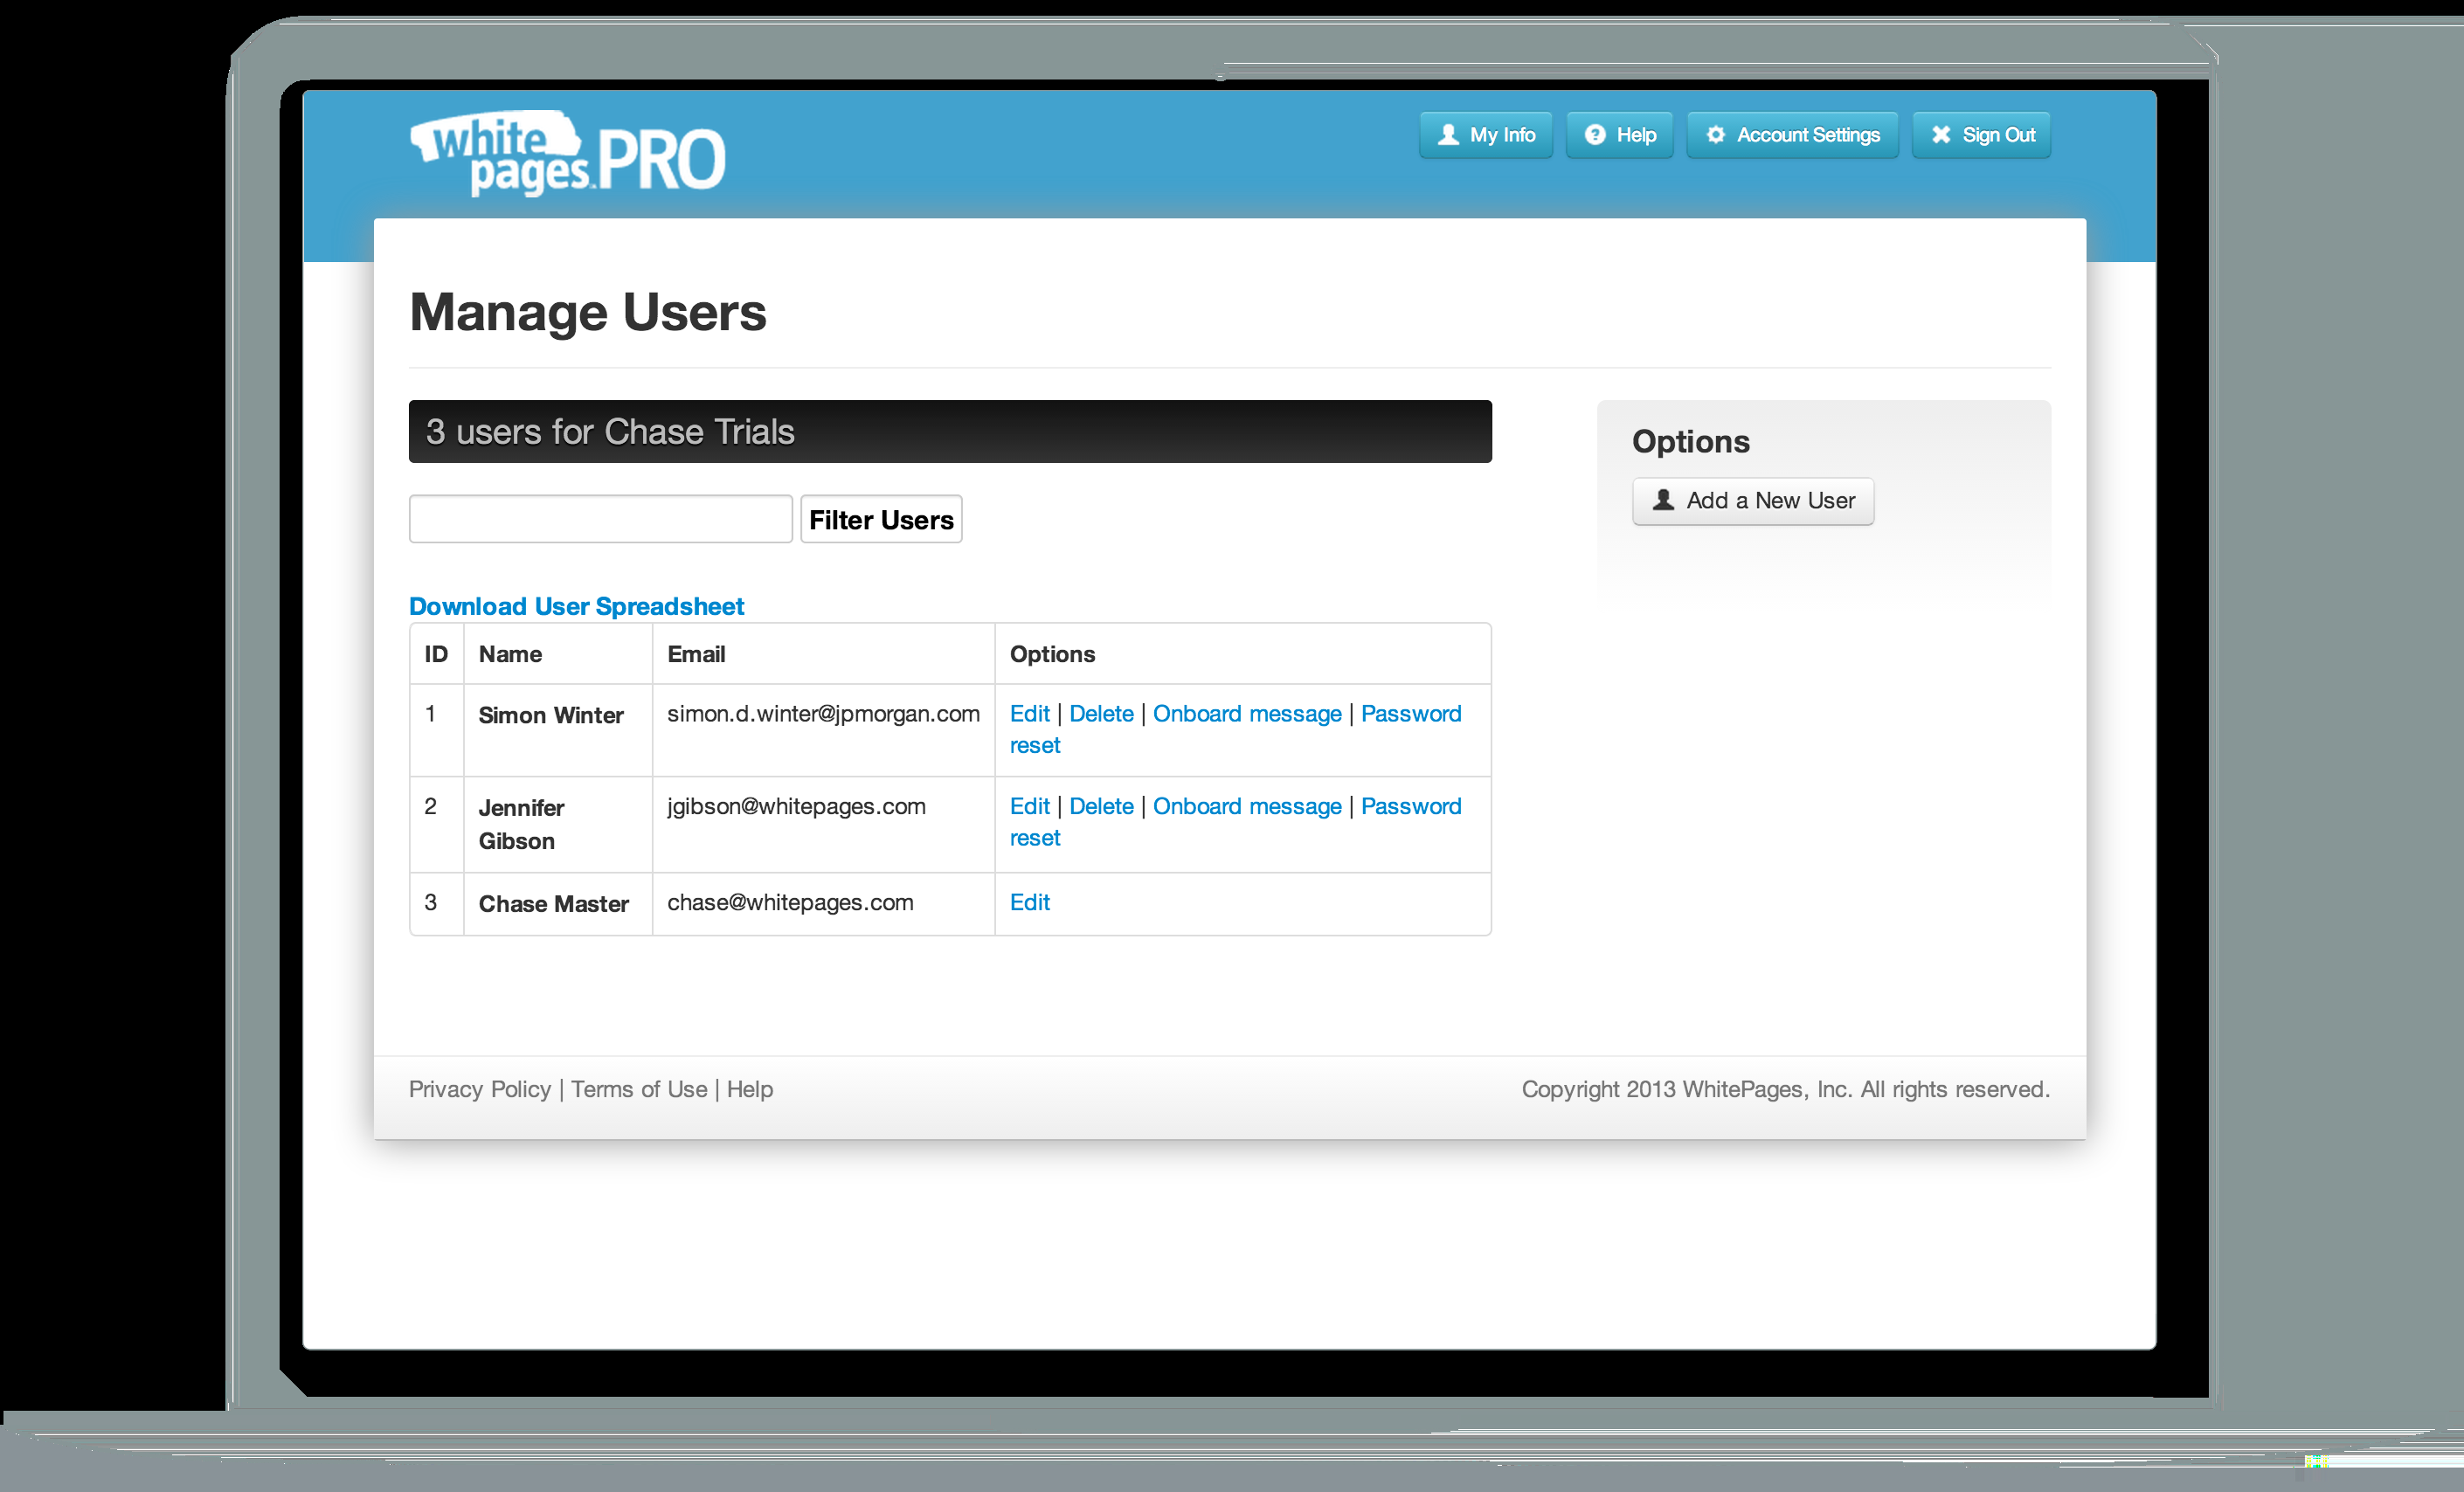 white
pages PRO
My Info
Help
Account Settings
Sign Out
Manage Users
3 users for Chase Trials
Filter Users
Options
Add a New User
Download User Spreadsheet
ID Name Email Options
1 Simon Winter simon.d.winter@jpmorgan.com Edit | Delete | Onboard message | Password
reset
2 Jennifer jgibson@whitepages.com Edit | Delete | Onboard message | Password
Gibson reset
3 Chase Master chase@whitepages.com Edit
Privacy Policy | Terms of Use | Help
Copyright 2013 WhitePages, Inc. All rights reserved.